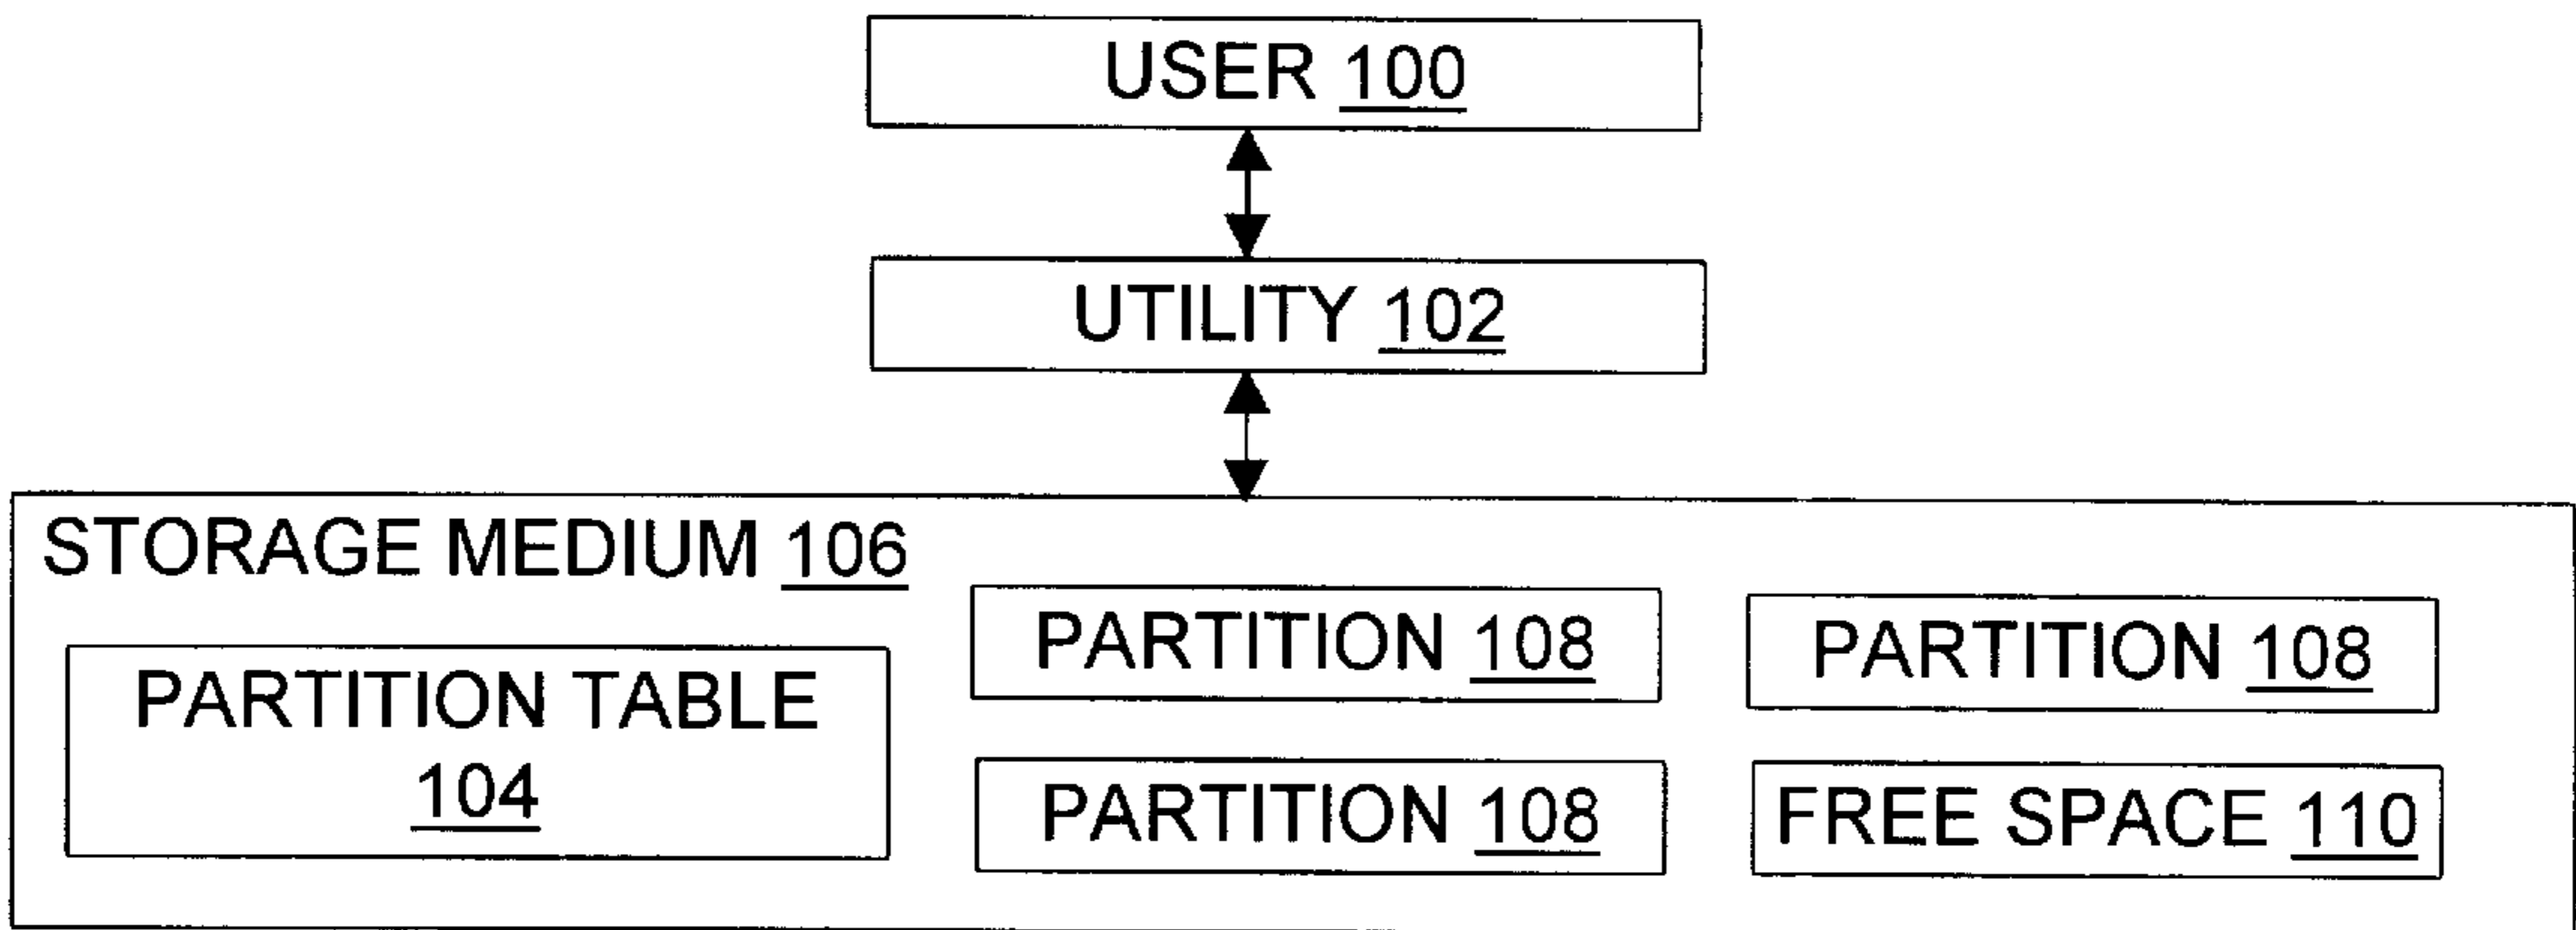 USER 100
UTILITY 102
STORAGE MEDIUM 106
PARTITION TABLE
104
PARTITION 108
PARTITION 108
PARTITION 108
FREE SPACE 110